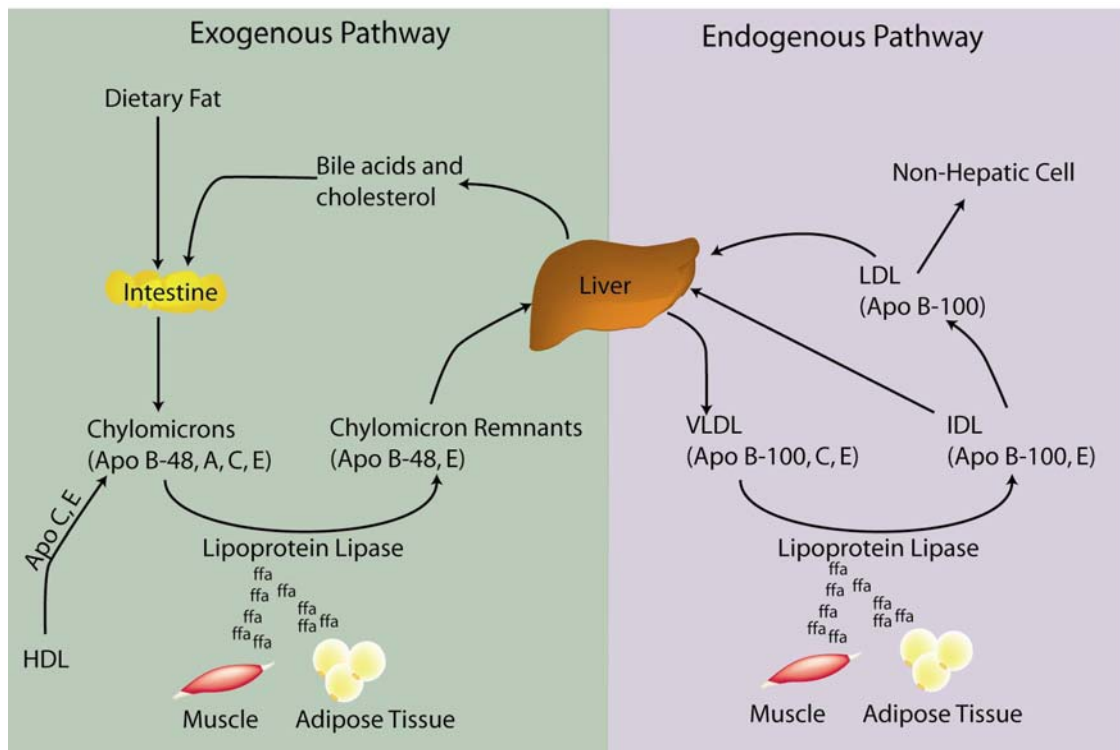 Exogenous Pathway
Endogenous Pathway
Dietary Fat
Bile acids and
cholesterol
Non-Hepatic Cell
Intestine
Liver
LDL
(Apo B-100)
Chylomicrons
(Apo B-48, A, C, E)
Chylomicron Remnants
(Apo B-48, E)
VLDL
(Apo B-100, C, E)
IDL
(Apo B-100, E)
Apo C, E
HDL
Lipoprotein Lipase
ffa
ffa
ffa
ffa
ffa
ffa
ffa
ffa
ffa
Muscle
Adipose Tissue
Lipoprotein Lipase
ffa
ffa
ffa
ffa
ffa
ffa
ffa
ffa
ffa
Muscle
Adipose Tissue